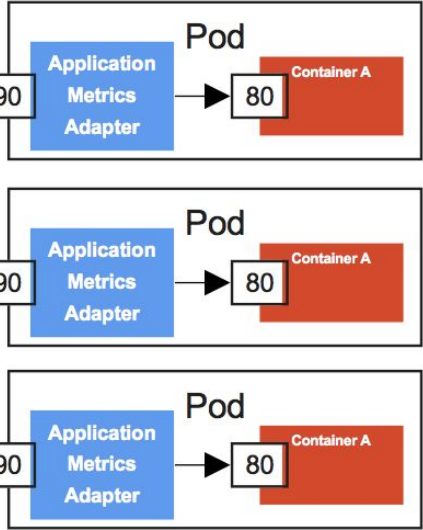 Pod
Application
Metrics
Adapter
90
80
Container A
Pod
Application
Metrics
Adapter
90
80
Container A
Pod
Application
Metrics
Adapter
90
80
Container A